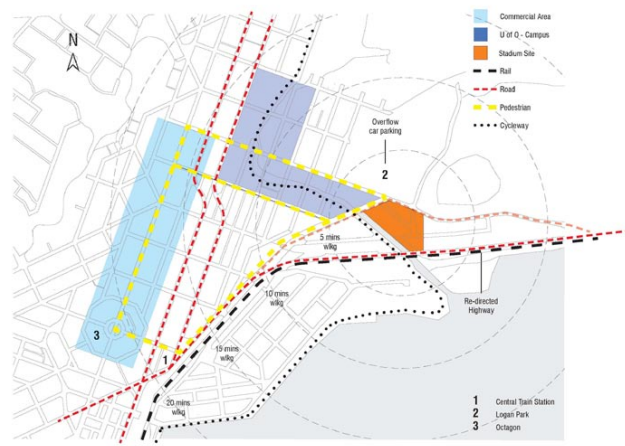 Commercial Area
N
U of O - Campus
Stadium Site
Rail
Road
Pedestrian
Cycleway
Overflow
car parking
2
5 mins
wlkg
10 mins
wlkg
Re-directed
Highway
3
1
15 mins
wlkg
20 mins
wlkg
1 Central Train Station
2 Logan Park
3 Octagon